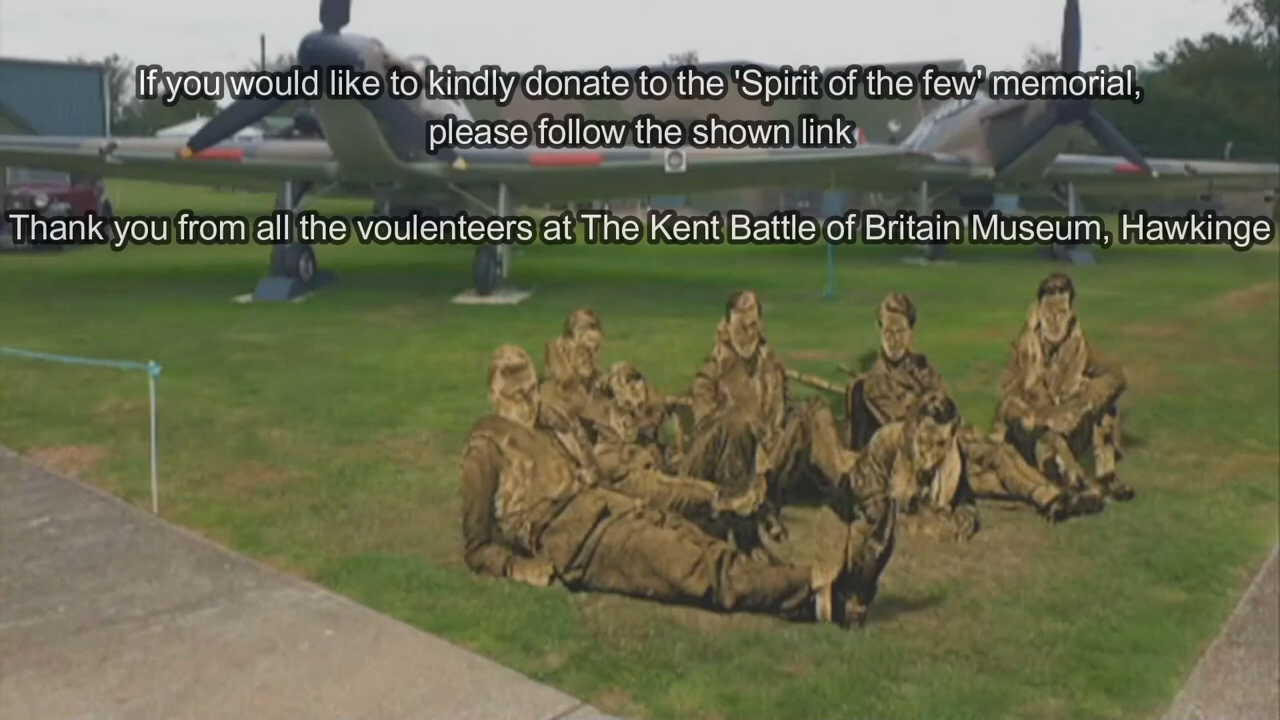 If you would like to kindly donate to the 'Spirit of the few' memorial,
please follow the shown link
Thank you from all the voulenteers at The Kent Battle of Britain Museum, Hawkinge